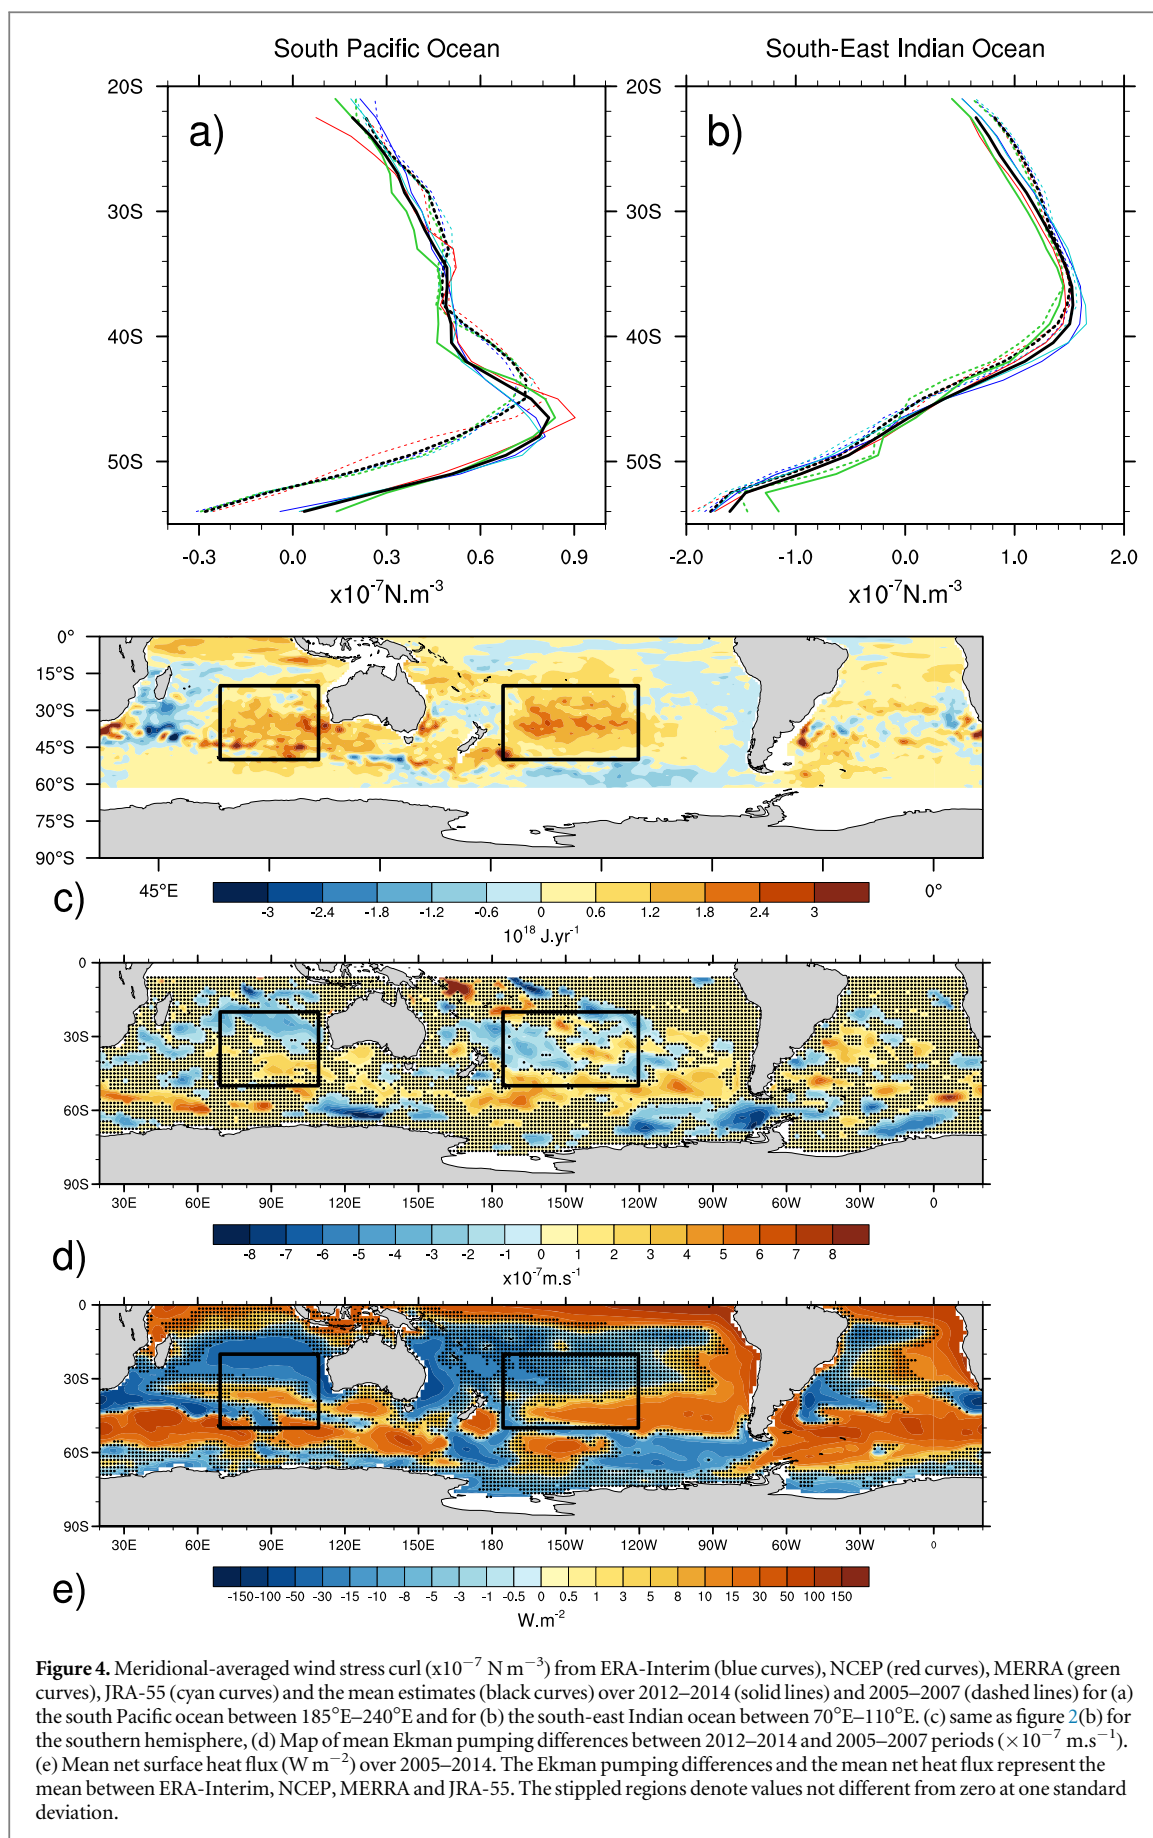 South Pacific Ocean
South-East Indian Ocean
20S 20S
a) b)
30S 30S
40S 40S
50S 50S
-0.3 0.0 0.3 0.6 0.9 -2.0 -1.0 0.0 1.0 2.0
x10⁻⁷N.m⁻³ x10⁻⁷N.m⁻³
0°
15°S
30°S
45°S
60°S
75°S
90°S
c) 45°E 0°
-3 -2.4 -1.8 -1.2 -0.6 0 0.6 1.2 1.8 2.4 3
10¹⁸ J.yr⁻¹
0
30S
60S
90S
30E 60E 90E 120E 150E 180 150W 120W 90W 60W 30W 0
d)
-8 -7 -6 -5 -4 -3 -2 -1 0 1 2 3 4 5 6 7 8
x10⁻⁷m.s⁻¹
0
30S
60S
90S
30E 60E 90E 120E 150E 180 150W 120W 90W 60W 30W 0
e)
-150 -100 -50 -30 -15 -10 -8 -5 -3 -1 -0.5 0 0.5 1 3 5 8 10 15 30 50 100 150
W.m⁻²
Figure 4. Meridional-averaged wind stress curl (x10⁻⁷ N m⁻³) from ERA-Interim (blue curves), NCEP (red curves), MERRA (green
curves), JRA-55 (cyan curves) and the mean estimates (black curves) over 2012–2014 (solid lines) and 2005–2007 (dashed lines) for (a)
the south Pacific ocean between 185°E–240°E and for (b) the south-east Indian ocean between 70°E–110°E. (c) same as figure 2(b) for
the southern hemisphere, (d) Map of mean Ekman pumping differences between 2012–2014 and 2005–2007 periods (×10⁻⁷ m.s⁻¹).
(e) Mean net surface heat flux (W m⁻²) over 2005–2014. The Ekman pumping differences and the mean net heat flux represent the
mean between ERA-Interim, NCEP, MERRA and JRA-55. The stippled regions denote values not different from zero at one standard
deviation.